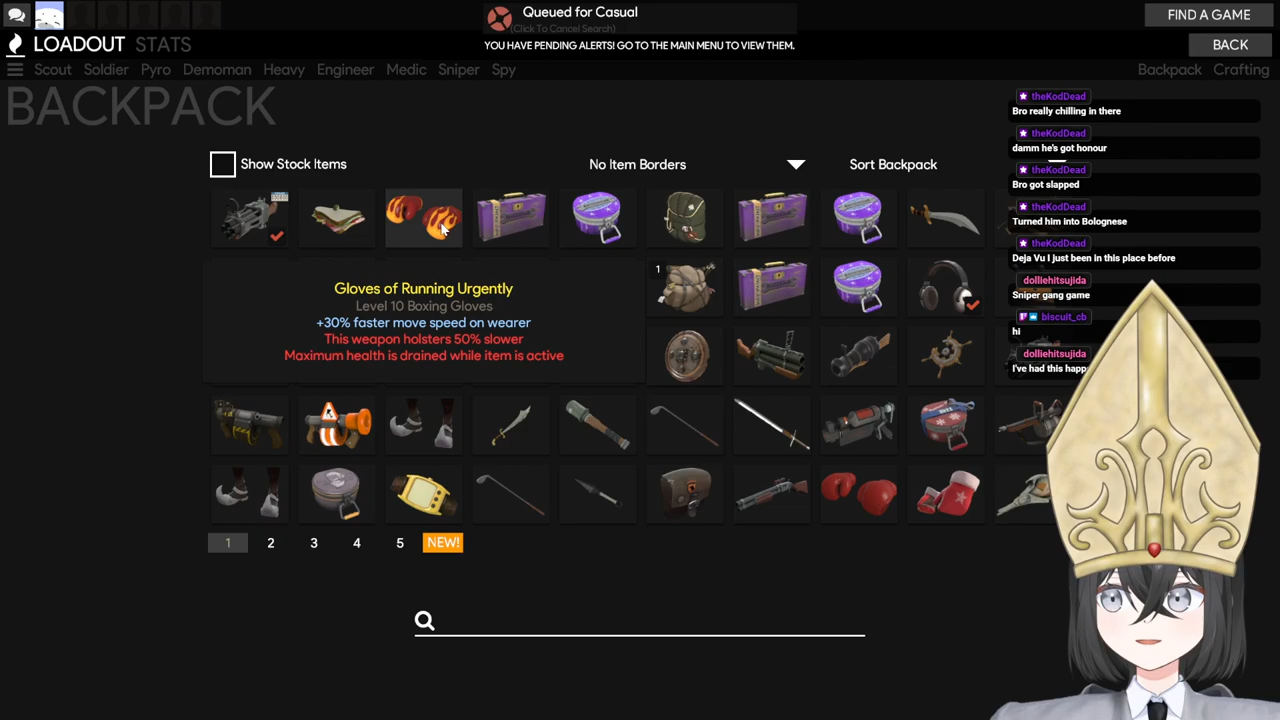 Queued for Casual
(Click To Cancel Search)
FIND A GAME
LOADOUT STATS
YOU HAVE PENDING ALERTS! GO TO THE MAIN MENU TO VIEW THEM.
BACK
Scout Soldier Pyro Demoman Heavy Engineer Medic Sniper Spy
Backpack Crafting
BACKPACK
theKodDead
Bro really chilling in there
theKodDead
damm he's got honour
theKodDead
Bro got slapped
theKodDead
Turned him into Bolognese
theKodDead
Deja Vu I just been in this place before
dolliehitsujida
Sniper gang game
biscuit_cb
hi
dolliehitsujida
I've had this happ
Show Stock Items
No Item Borders
Sort Backpack
1
Gloves of Running Urgently
Level 10 Boxing Gloves
+30% faster move speed on wearer
This weapon holsters 50% slower
Maximum health is drained while item is active
1 2 3 4 5 NEW!